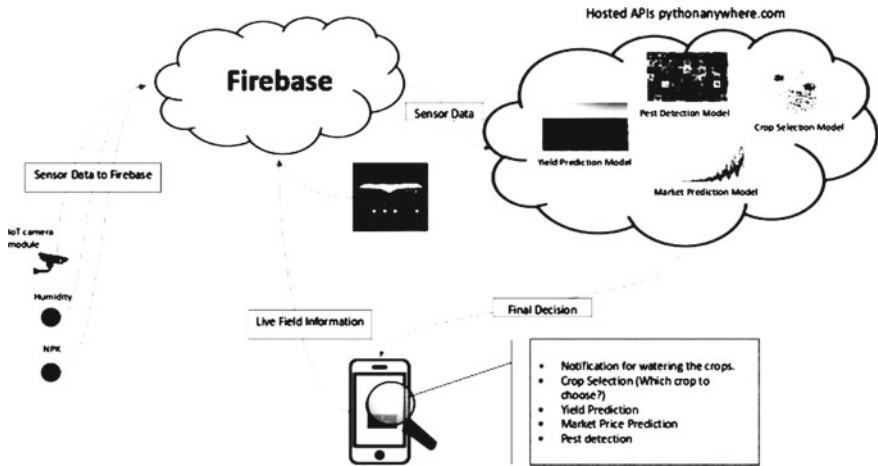 Hosted APIs pythonanywhere.com
Firebase
Sensor Data
Pest Detection Model
Crop Selection Model
Yield Prediction Model
Market Prediction Model
Sensor Data to Firebase
IoT camera
module
Humidity
NPK
Live Field Information
Final Decision
• Notification for watering the crops.
• Crop Selection (Which crop to
choose?)
• Yield Prediction
• Market Price Prediction
• Pest detection